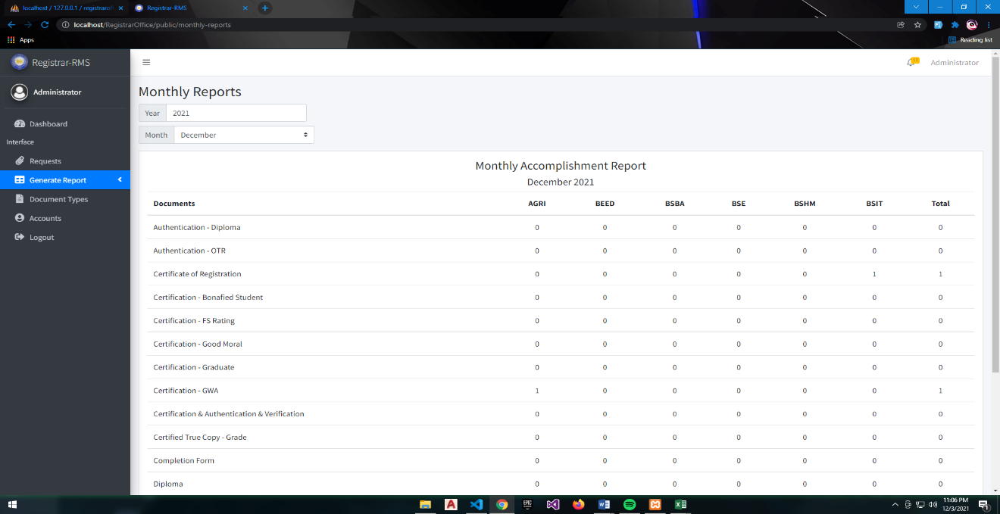 localhost / 127.0.0.1 / registrarofi
Registrar-RMS
localhost/RegistrarOffice/public/monthly-reports
Apps
Reading list
Registrar-RMS
Administrator
Administrator
Dashboard
Interface
Requests
Generate Report
Document Types
Accounts
Logout
Monthly Reports
Year 2021
Month December
Monthly Accomplishment Report
December 2021
Documents AGRI BEED BSBA BSE BSHM BSIT Total
Authentication - Diploma 0 0 0 0 0 0 0
Authentication - OTR 0 0 0 0 0 0 0
Certificate of Registration 0 0 0 0 0 1 1
Certification - Bonafied Student 0 0 0 0 0 0 0
Certification - FS Rating 0 0 0 0 0 0 0
Certification - Good Moral 0 0 0 0 0 0 0
Certification - Graduate 0 0 0 0 0 0 0
Certification - GWA 1 0 0 0 0 0 1
Certification & Authentication & Verification 0 0 0 0 0 0 0
Certified True Copy - Grade 0 0 0 0 0 0 0
Completion Form 0 0 0 0 0 0 0
Diploma 0 0 0 0 0 0 0
EPIC
11:06 PM
12/3/2021